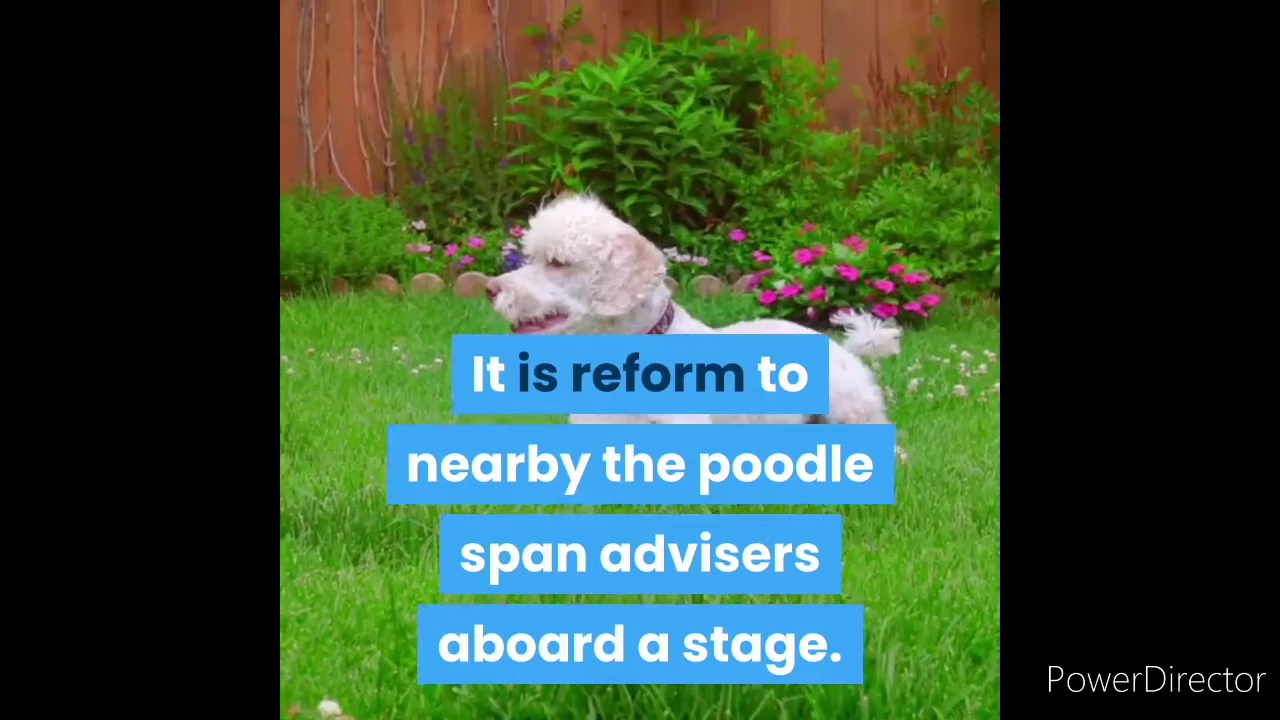 It is reform to
nearby the poodle
span advisers
aboard a stage.
PowerDirector